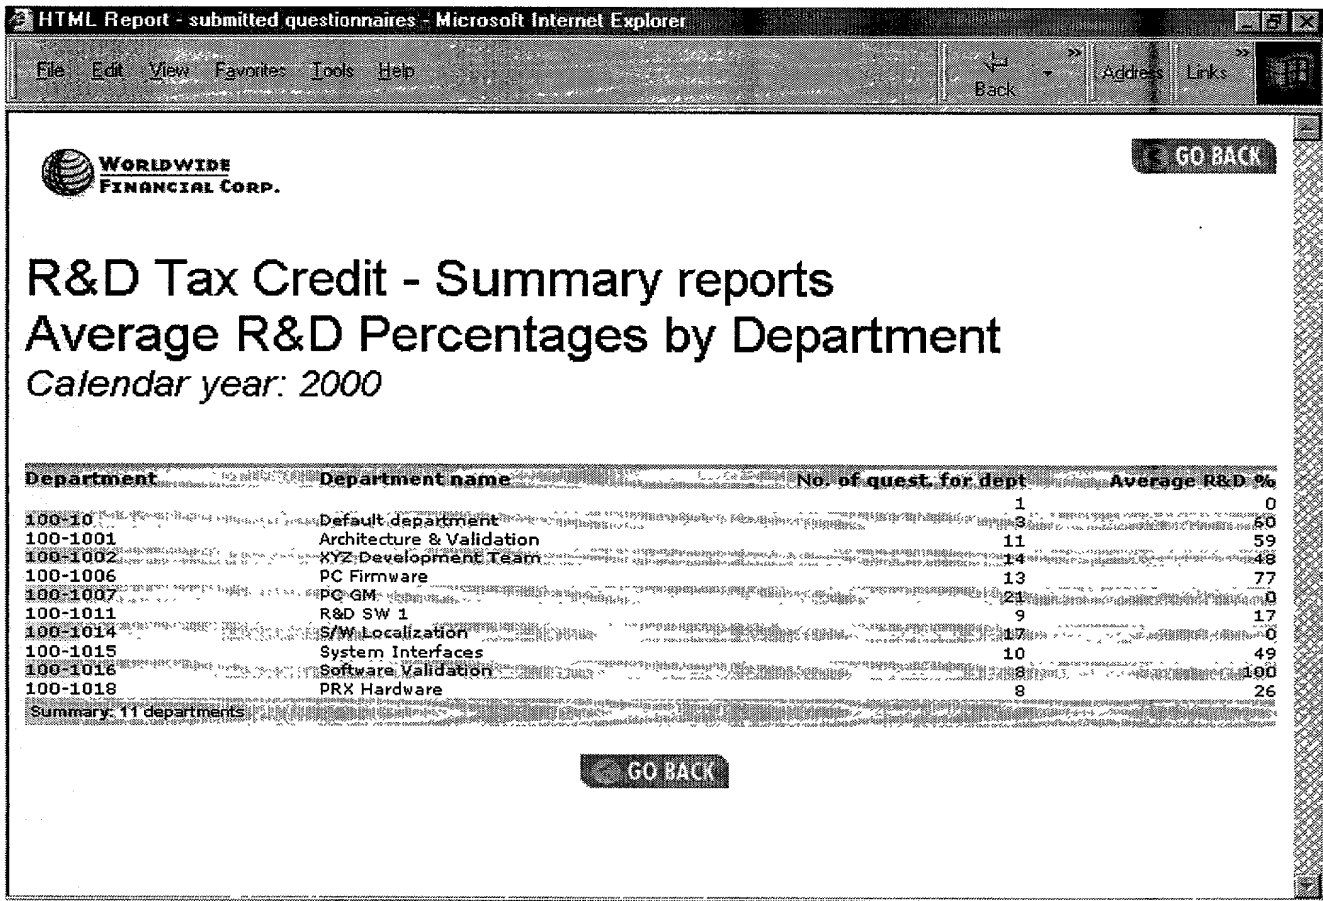 HTML Report - submitted questionnaires - Microsoft Internet Explorer
File Edit View Favorites Tools Help Back » Address Links »
WORLDWIDE
FINANCIAL CORP.
GO BACK
R&D Tax Credit - Summary reports
Average R&D Percentages by Department
Calendar year: 2000
Department Department name No. of quest. for dept Average R&D %
1 0
100-10 Default department 3 60
100-1001 Architecture & Validation 11 59
100-1002 XYZ Development Team 14 48
100-1006 PC Firmware 13 77
100-1007 PC GM 21 0
100-1011 R&D SW 1 9 17
100-1014 S/W Localization 17 0
100-1015 System Interfaces 10 49
100-1016 Software Validation 8 100
100-1018 PRX Hardware 8 26
Summary: 11 departments
GO BACK